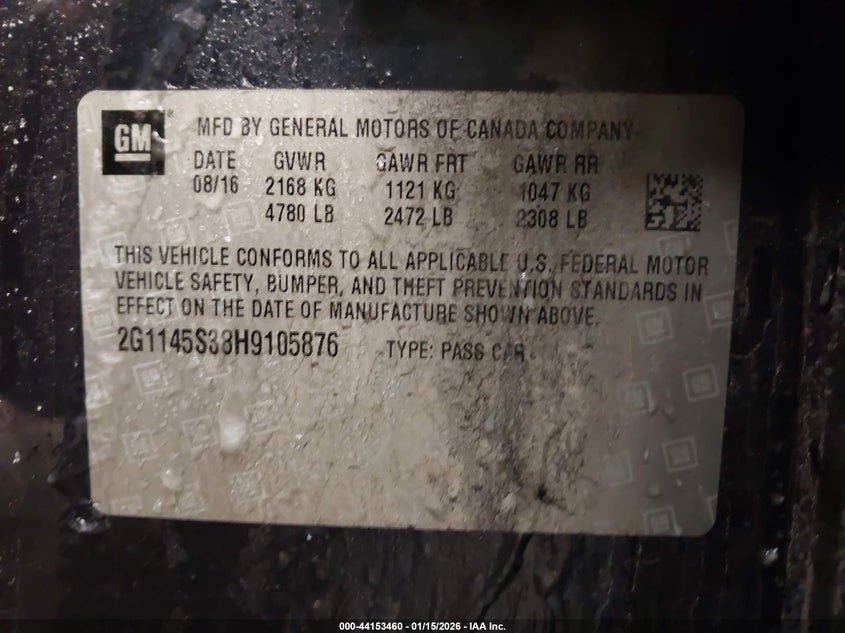 GM
MFD BY GENERAL MOTORS OF CANADA COMPANY
DATE GVWR GAWR FRT GAWR RR
08/16 2168 KG 1121 KG 1047 KG
4780 LB 2472 LB 2308 LB
THIS VEHICLE CONFORMS TO ALL APPLICABLE U.S. FEDERAL MOTOR
VEHICLE SAFETY, BUMPER, AND THEFT PREVENTION STANDARDS IN
EFFECT ON THE DATE OF MANUFACTURE SHOWN ABOVE.
2G1145S38H9105876 TYPE: PASS CAR
000-44153460 - 01/15/2026 - IAA Inc.